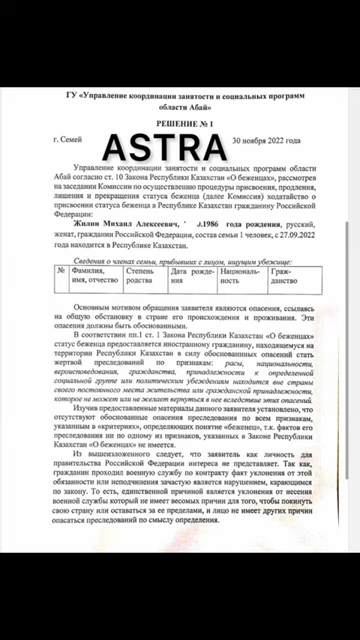 ГУ «Управление координации занятости и социальных программ
области Абай»
РЕШЕНИЕ № 1
г. Семей
30 ноября 2022 года
ASTRA
Управление координации занятости и социальных программ области
Абай согласно ст. 10 Закона Республики Казахстан «О беженцах», рассмотрев
на заседании Комиссии по осуществлению процедуры присвоения, продления,
лишения и прекращения статуса беженца (далее Комиссия) ходатайство о
присвоении статуса беженца в Республике Казахстан гражданину Российской
Федерации:
Жилин Михаил Алексеевич, .1986 года рождения, русский,
женат, гражданин Российской Федерации, состав семьи 1 человек, с 27.09.2022
года находится в Республике Казахстан.
Сведения о членах семьи, прибывших с лицом, ищущим убежище:
№ Фамилия, имя, отчество Степень родства Дата рожде- ния Националь- ность Граж- данство
Основным мотивом обращения заявителя являются опасения, ссылаясь
на общую обстановку в стране его происхождения и проживания. Эти
опасения должны быть обоснованными.
В соответствии пп.1 ст. 1 Закона Республики Казахстан «О беженцах»
статус беженца предоставляется иностранному гражданину, находящемуся на
территории Республики Казахстан в силу обоснованных опасений стать
жертвой преследований по признакам: расы, национальности,
вероисповедания, гражданства, принадлежности к определенной
социальной группе или политическим убеждениям находится вне страны
своего постоянного места жительства или гражданской принадлежности,
которое не может или не желает вернуться в нее вследствие этих опасений.
Изучив предоставленные материалы данного заявителя установлено, что
отсутствуют обоснованные опасения преследования по всем признакам,
указанным в «критериях», определяющих понятие «беженец», т.к. фактов его
преследования ни по одному из признаков, указанных в Законе Республики
Казахстан «О беженцах» не имеется.
Из вышеизложенного следует, что заявитель как личность для
правительства Российской Федерации интереса не представляет. Так как,
гражданин проходил военную службу по контракту факт уклонения от этой
обязанности или неподчинения зачастую является нарушением, карающимся
по закону. То есть, единственной причиной является уклонения от несения
военной службы который не имеет весомых причин для того, чтобы покинуть
свою страну или оставаться за ее пределами, и лицо не имеет других причин
опасаться преследований по смыслу определения.